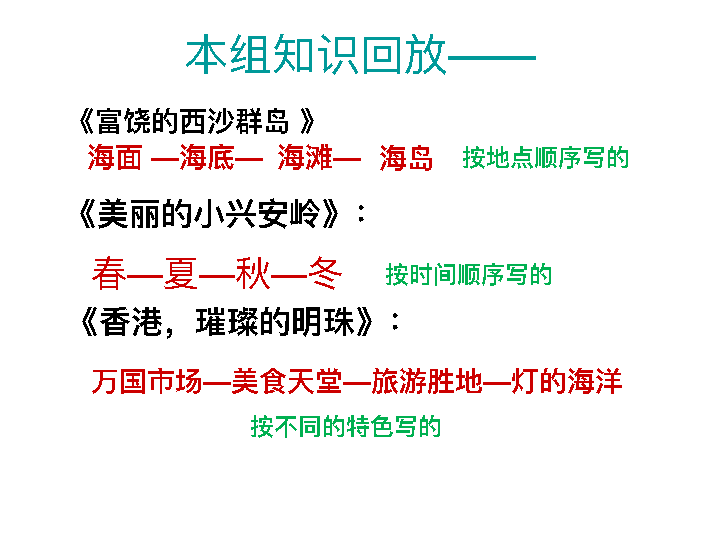 本组知识回放——
《富饶的西沙群岛 》
海面 —海底— 海滩— 海岛 按地点顺序写的
《美丽的小兴安岭》：
春—夏—秋—冬 按时间顺序写的
《香港，璀璨的明珠》：
万国市场—美食天堂—旅游胜地—灯的海洋
按不同的特色写的